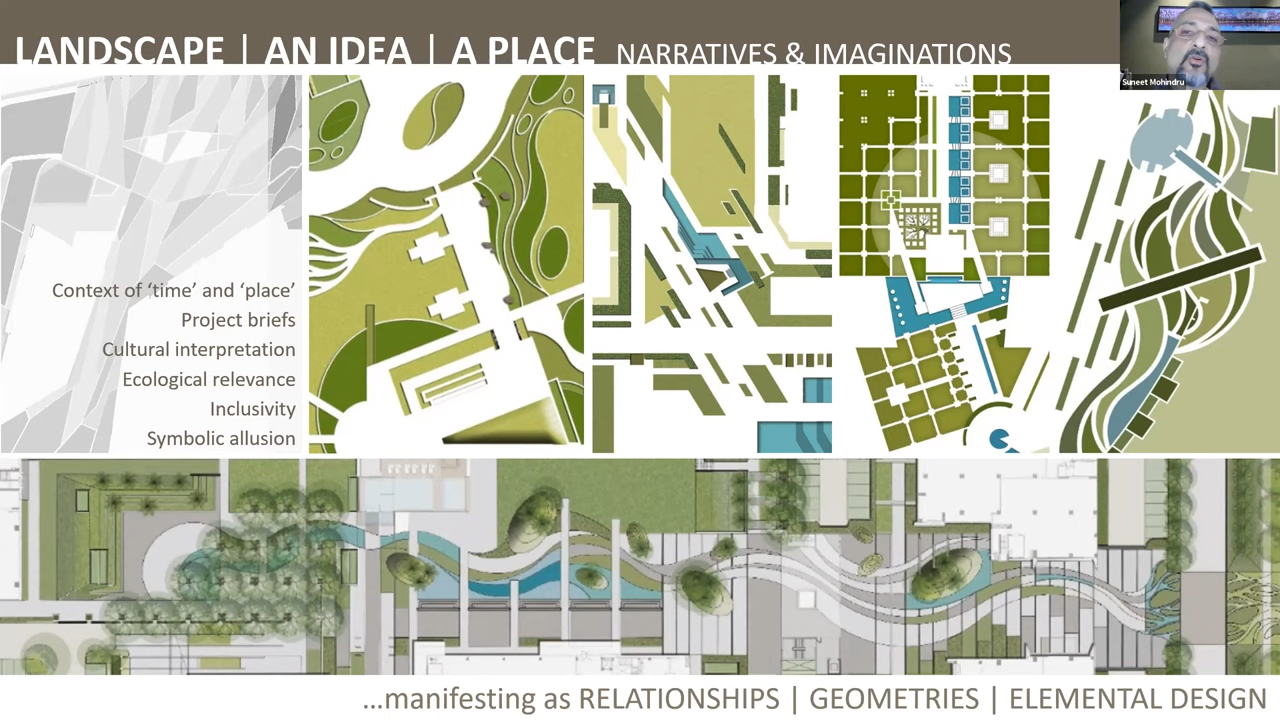 LANDSCAPE | AN IDEA | A PLACE NARRATIVES & IMAGINATIONS
Suneet Mohindru
Context of ‘time’ and ‘place’
Project briefs
Cultural interpretation
Ecological relevance
Inclusivity
Symbolic allusion
...manifesting as RELATIONSHIPS | GEOMETRIES | ELEMENTAL DESIGN